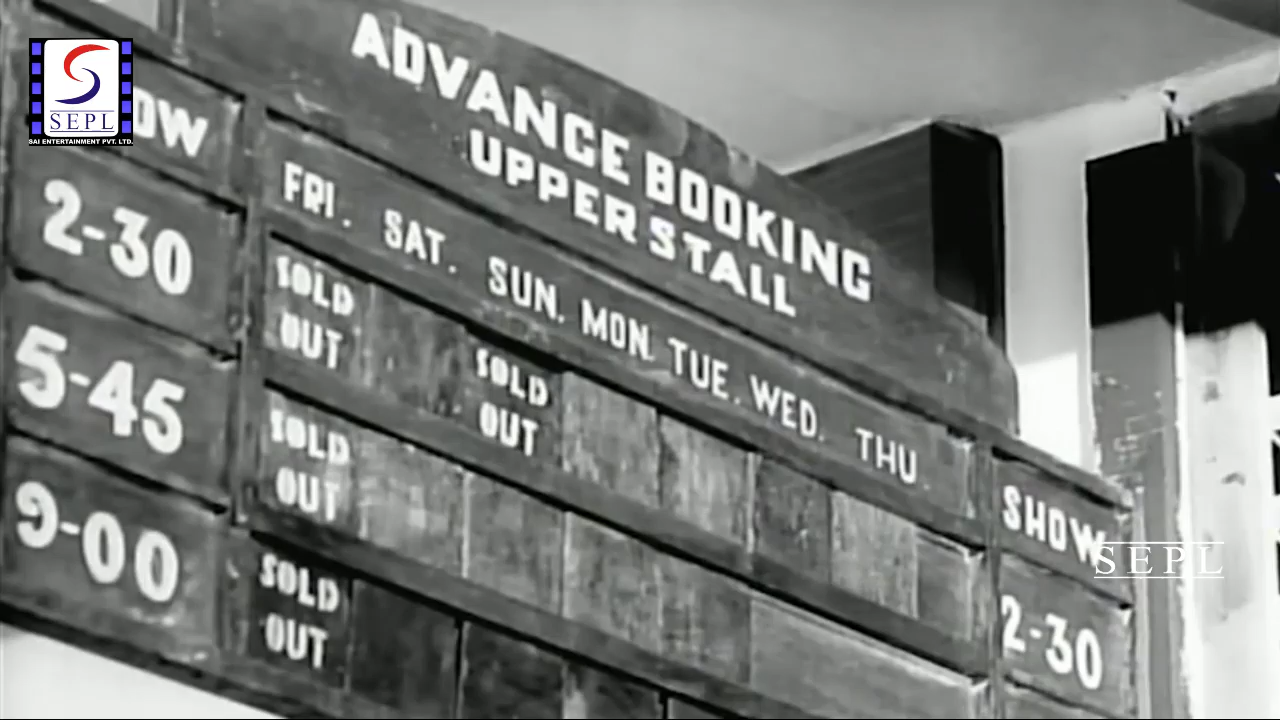 SEPL
SAI ENTERTAINMENT PVT. LTD.
ADVANCE BOOKING
UPPER STALL
FRI. SAT. SUN. MON. TUE. WED. THU.
SHOW
2-30
SOLD
OUT
SOLD
OUT
5-45
SOLD
OUT
9-00
SOLD
OUT
SHOW
SEPL
2-30